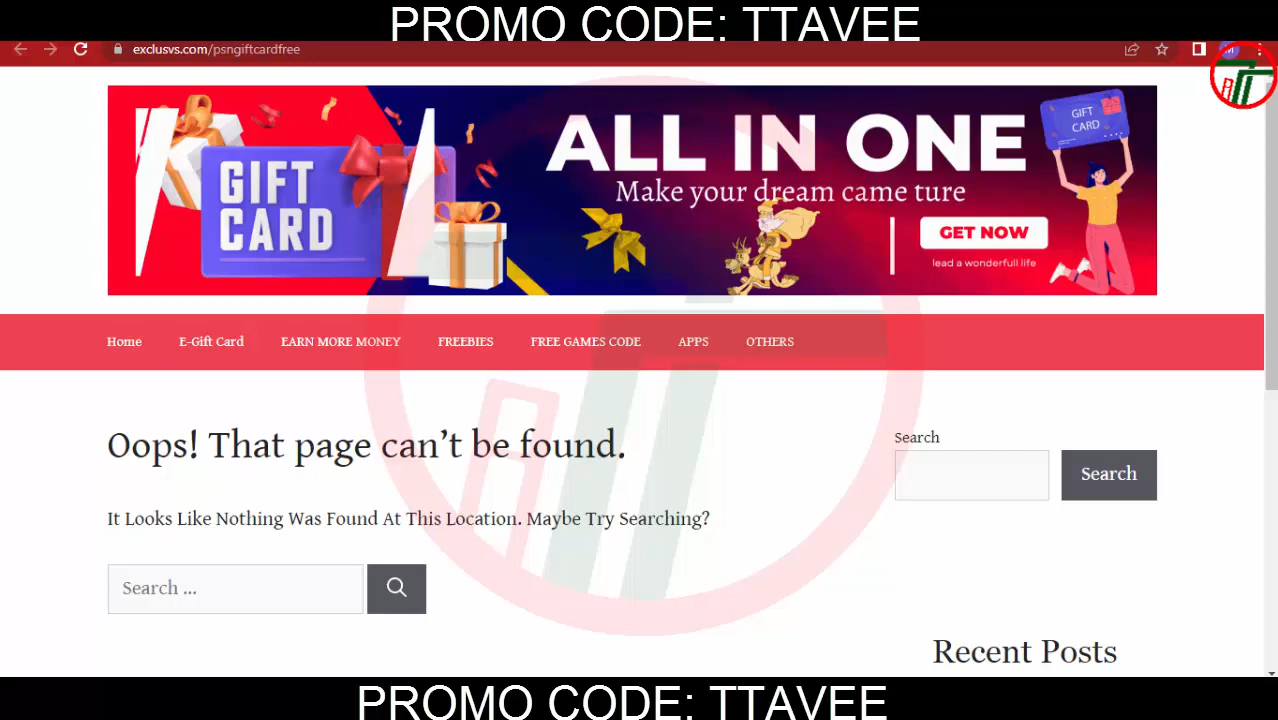 PROMO CODE: TTAVEE
exclusvs.com/psngiftcardfree
M
GIFT
CARD
ALL IN ONE
Make your dream came ture
GET NOW
lead a wonderfull life
GIFT
CARD
Home E-Gift Card EARN MORE MONEY FREEBIES FREE GAMES CODE APPS OTHERS
Oops! That page can’t be found.
It Looks Like Nothing Was Found At This Location. Maybe Try Searching?
Search ...
Search
Search
Recent Posts
PROMO CODE: TTAVEE